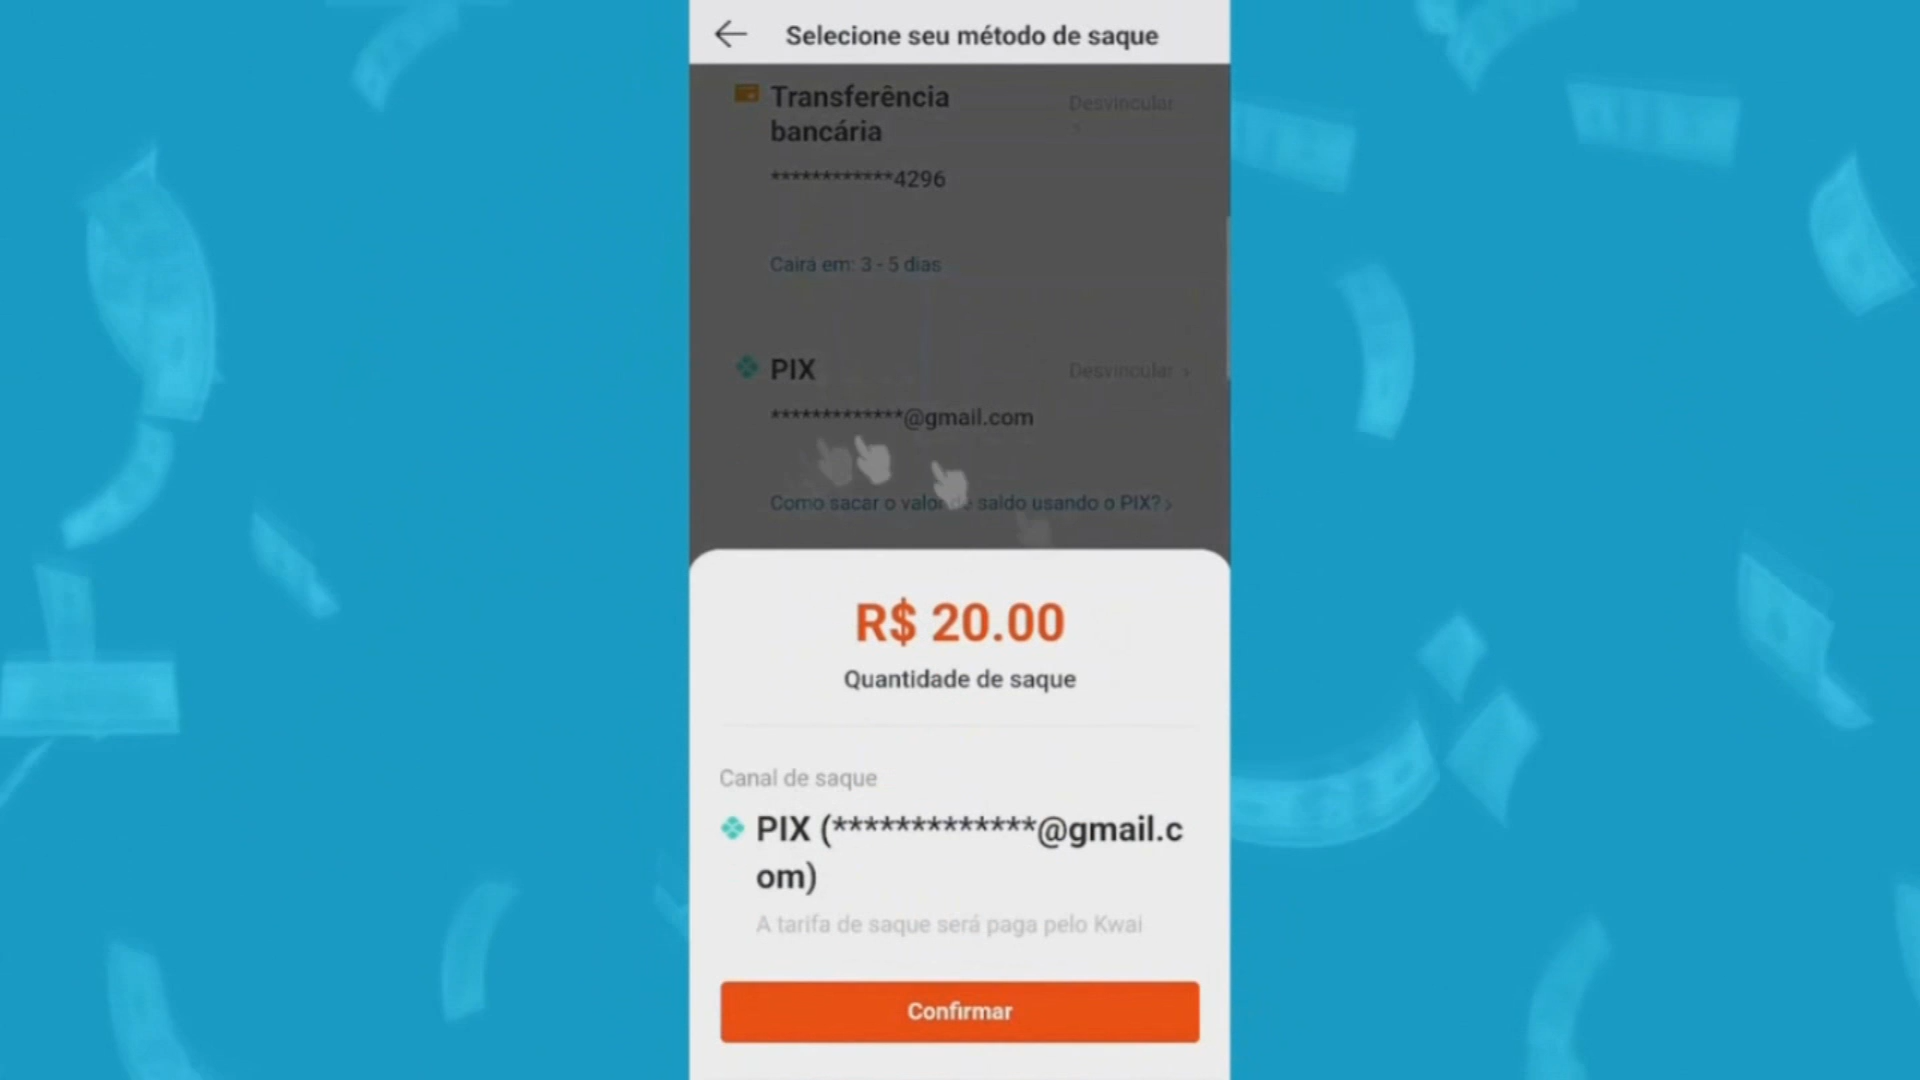 Selecione seu método de saque
Transferência
bancária
Desvincular
>
************4296
Cairá em: 3 - 5 dias
PIX
Desvincular >
*************@gmail.com
Como sacar o valor de saldo usando o PIX? >
R$ 20.00
Quantidade de saque
Canal de saque
PIX (*************@gmail.c
om)
A tarifa de saque será paga pelo Kwai
Confirmar